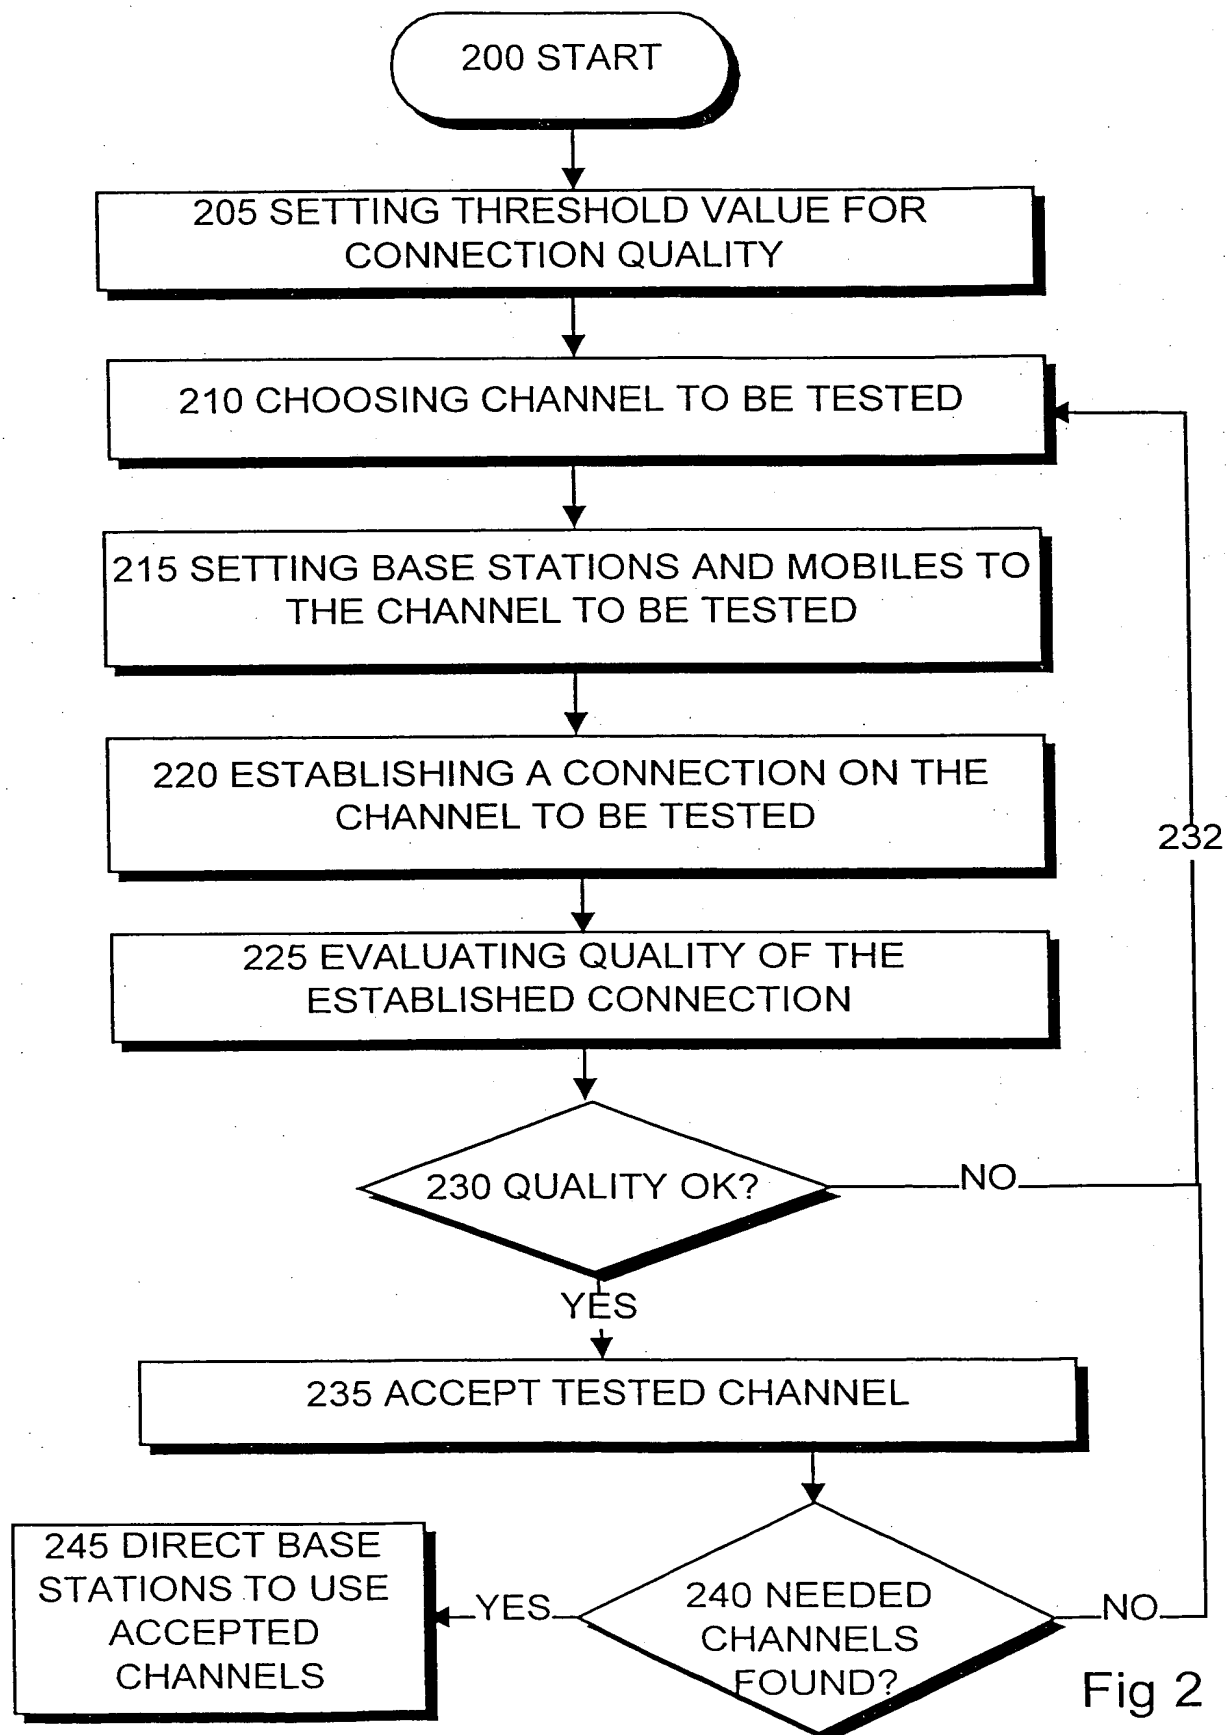 200 START
205 SETTING THRESHOLD VALUE FOR
CONNECTION QUALITY
210 CHOOSING CHANNEL TO BE TESTED
215 SETTING BASE STATIONS AND MOBILES TO
THE CHANNEL TO BE TESTED
220 ESTABLISHING A CONNECTION ON THE
CHANNEL TO BE TESTED
232
225 EVALUATING QUALITY OF THE
ESTABLISHED CONNECTION
230 QUALITY OK?
NO
YES
235 ACCEPT TESTED CHANNEL
245 DIRECT BASE
STATIONS TO USE
ACCEPTED
CHANNELS
YES
240 NEEDED
CHANNELS
FOUND?
NO
Fig 2